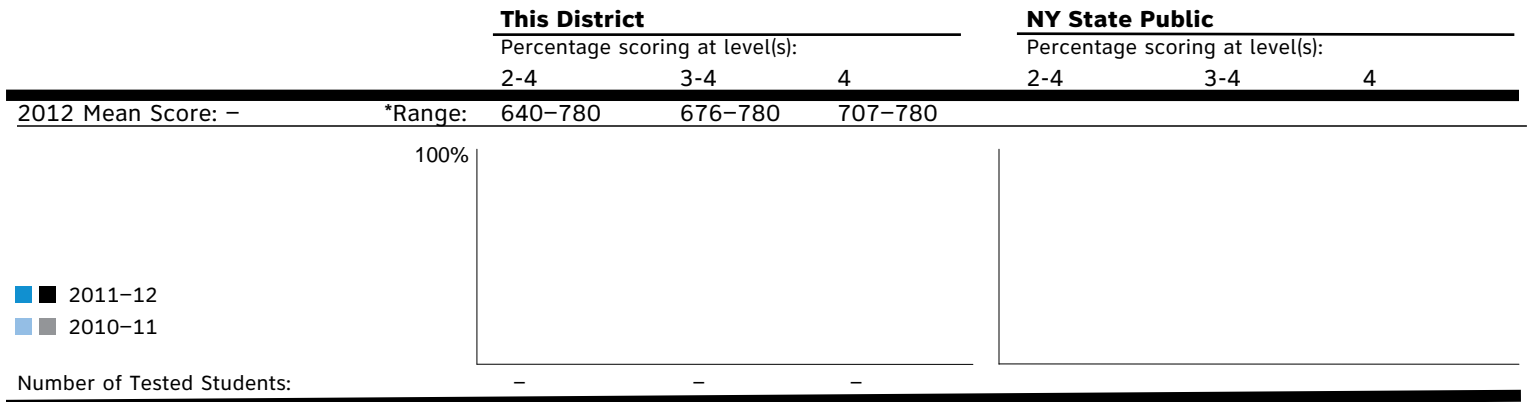 This District NY State Public
Percentage scoring at level(s): Percentage scoring at level(s):
2-4 3-4 4 2-4 3-4 4
2012 Mean Score: – *Range: 640–780 676–780 707–780
100%
2011–12
2010–11
Number of Tested Students: – – –